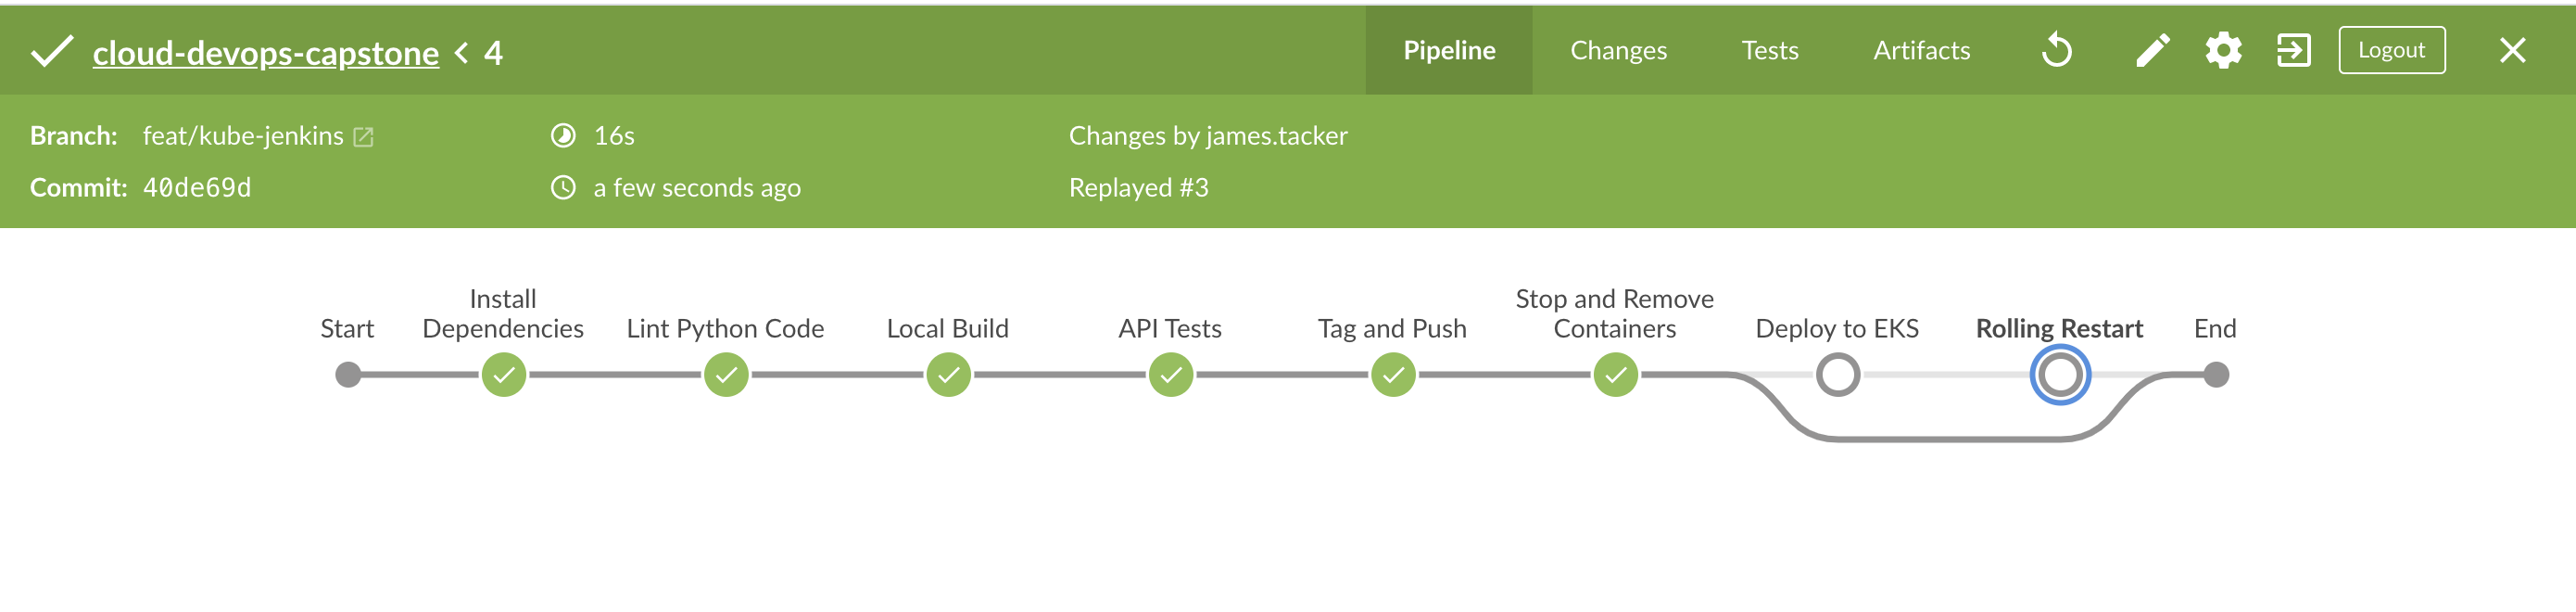 cloud-devops-capstone < 4
Pipeline
Changes
Tests
Artifacts
Logout
Branch: feat/kube-jenkins
16s
Changes by james.tacker
Commit: 40de69d
a few seconds ago
Replayed #3
Start
Install
Dependencies
Lint Python Code
Local Build
API Tests
Tag and Push
Stop and Remove
Containers
Deploy to EKS
Rolling Restart
End